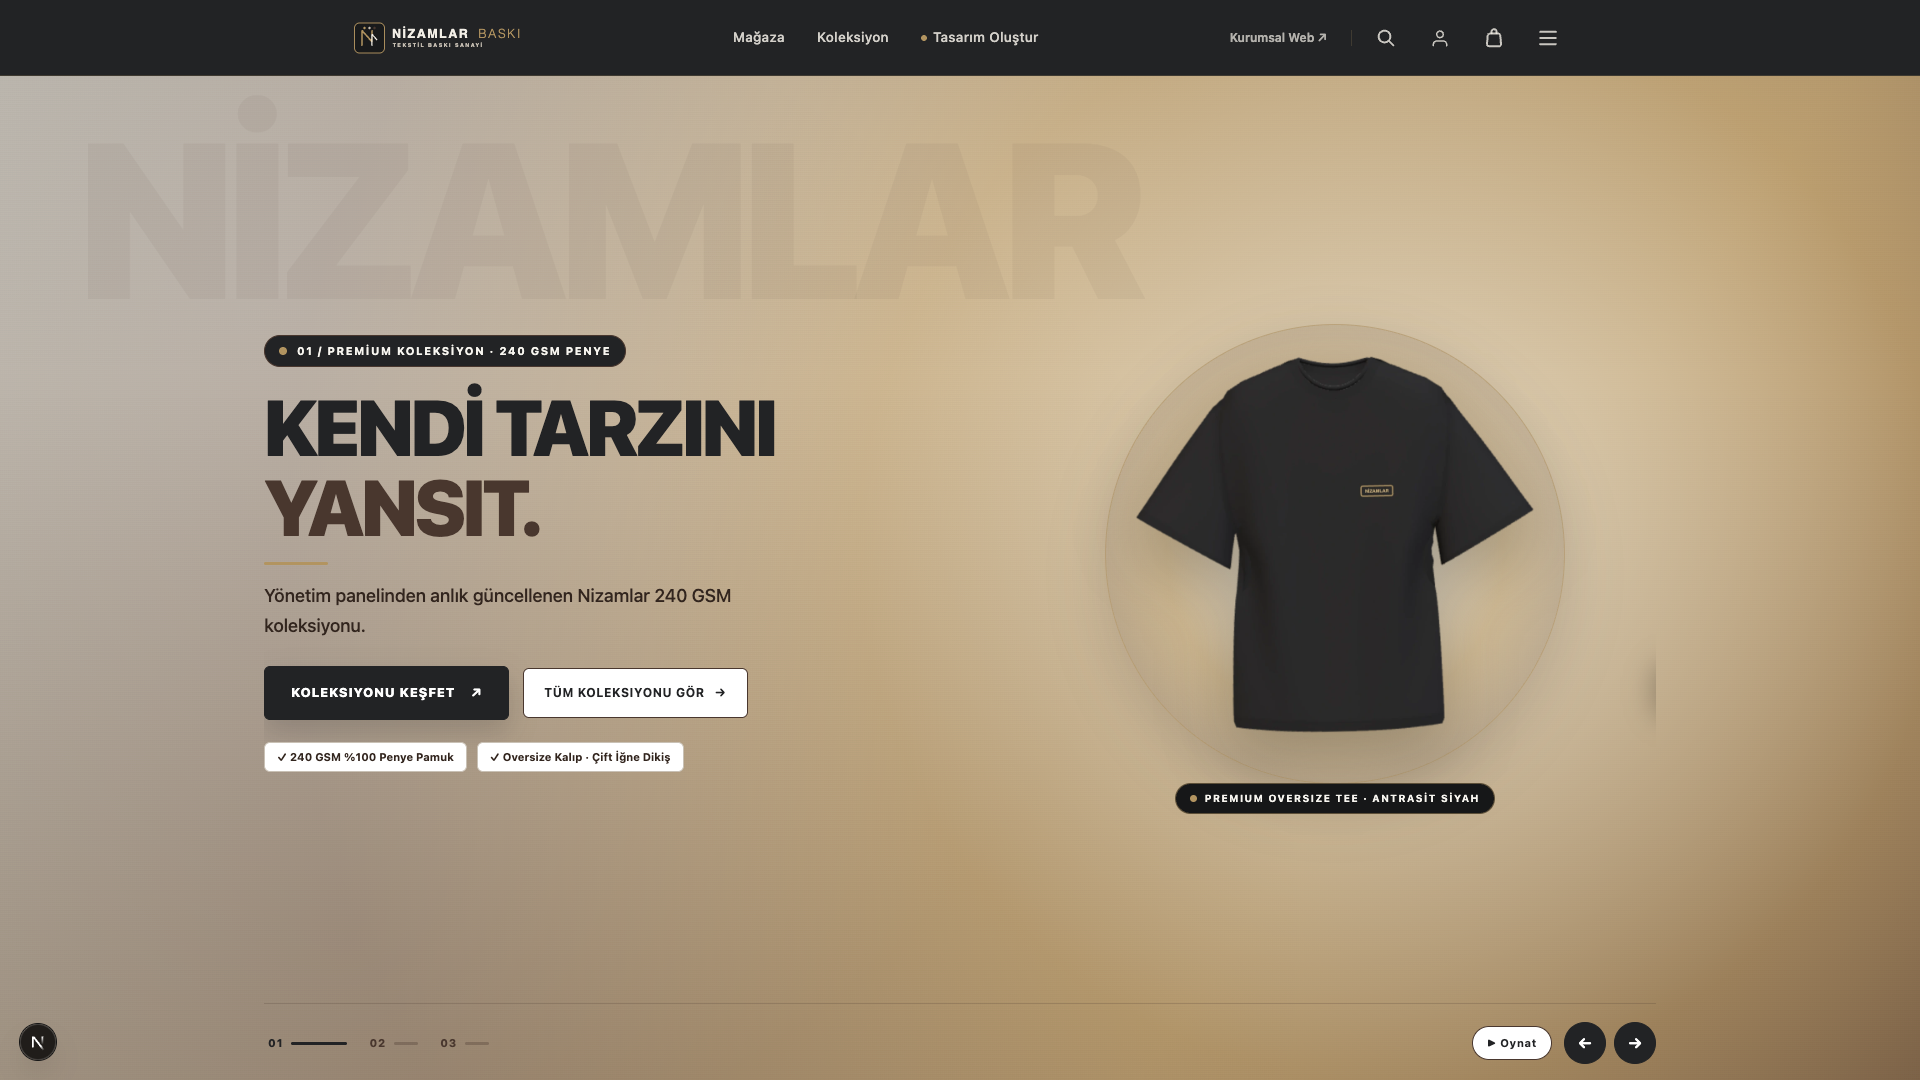 NİZAMLAR BASKI
TEKSTİL BASKI SANAYİ
Mağaza
Koleksiyon
Tasarım Oluştur
Kurumsal Web ↗
NİZAMLAR
01 / PREMİUM KOLEKSİYON · 240 GSM PENYE
KENDİ TARZINI
YANSIT.
Yönetim panelinden anlık güncellenen Nizamlar 240 GSM
koleksiyonu.
KOLEKSIYONU KEŞFET ↗
TÜM KOLEKSIYONU GÖR →
✓ 240 GSM %100 Penye Pamuk
✓ Oversize Kalıp · Çift İğne Dikiş
NİZAMLAR
PREMIUM OVERSIZE TEE · ANTRASİT SİYAH
01
02
03
▶ Oynat
N